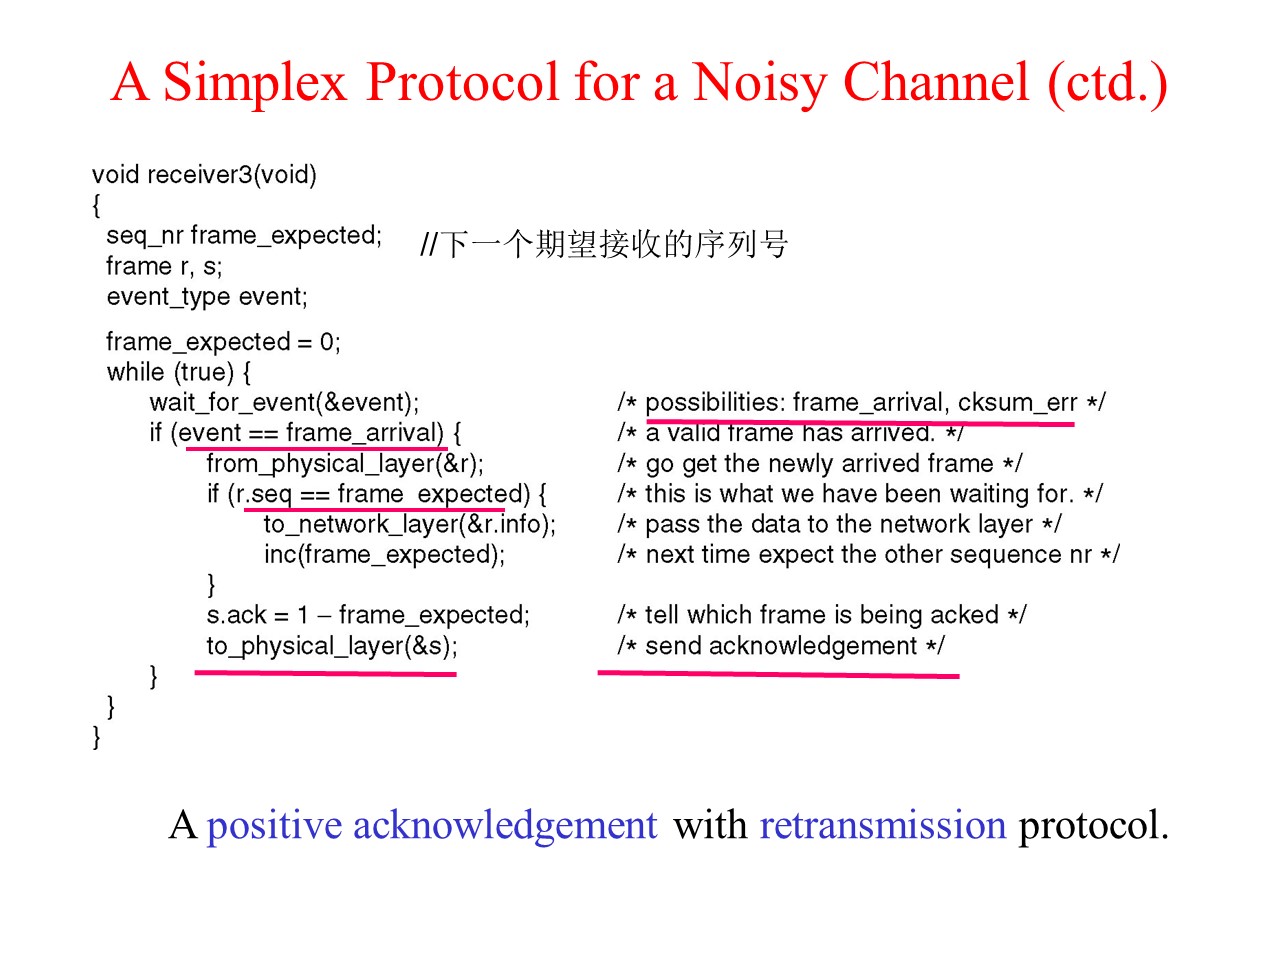 A Simplex Protocol for a Noisy Channel (ctd.)
void receiver3(void)
{
seq_nr frame_expected; //下一个期望接收的序列号
frame r, s;
event_type event;
frame_expected = 0;
while (true) {
wait_for_event(&event); /* possibilities: frame_arrival, cksum_err */
if (event == frame_arrival) { /* a valid frame has arrived. */
from_physical_layer(&r); /* go get the newly arrived frame */
if (r.seq == frame_expected) { /* this is what we have been waiting for. */
to_network_layer(&r.info); /* pass the data to the network layer */
inc(frame_expected); /* next time expect the other sequence nr */
}
s.ack = 1 – frame_expected; /* tell which frame is being acked */
to_physical_layer(&s); /* send acknowledgement */
}
}
}
A positive acknowledgement with retransmission protocol.